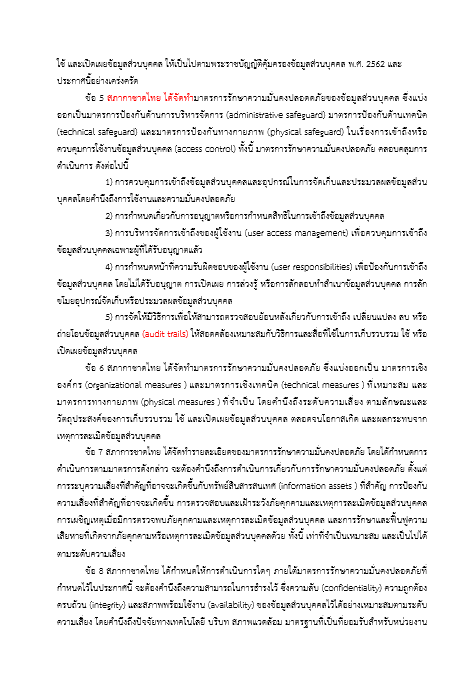 ใช้ และเปิดเผยข้อมูลส่วนบุคคล ให้เป็นไปตามพระราชบัญญัติคุ้มครองข้อมูลส่วนบุคคล พ.ศ. 2562 และ
ประกาศนี้อย่างเคร่งครัด
ข้อ 5 สภากาชาดไทย ได้จัดทำมาตรการรักษาความมั่นคงปลอดภัยของข้อมูลส่วนบุคคล ซึ่งแบ่ง
ออกเป็นมาตรการป้องกันด้านการบริหารจัดการ (administrative safeguard) มาตรการป้องกันด้านเทคนิค
(technical safeguard) และมาตรการป้องกันทางกายภาพ (physical safeguard) ในเรื่องการเข้าถึงหรือ
ควบคุมการใช้งานข้อมูลส่วนบุคคล (access control) ทั้งนี้ มาตรการรักษาความมั่นคงปลอดภัย คลอบคลุมการ
ดำเนินการ ดังต่อไปนี้
1) การควบคุมการเข้าถึงข้อมูลส่วนบุคคลและอุปกรณ์ในการจัดเก็บและประมวลผลข้อมูลส่วน
บุคคลโดยคำนึงถึงการใช้งานและความมั่นคงปลอดภัย
2) การกำหนดเกี่ยวกับการอนุญาตหรือการกำหนดสิทธิในการเข้าถึงข้อมูลส่วนบุคคล
3) การบริหารจัดการเข้าถึงของผู้ใช้งาน (user access management) เพื่อควบคุมการเข้าถึง
ข้อมูลส่วนบุคคลเฉพาะผู้ที่ได้รับอนุญาตแล้ว
4) การกำหนดหน้าที่ความรับผิดชอบของผู้ใช้งาน (user responsibilities) เพื่อป้องกันการเข้าถึง
ข้อมูลส่วนบุคคล โดยไม่ได้รับอนุญาต การเปิดเผย การล่วงรู้ หรือการลักลอบทำสำเนาข้อมูลส่วนบุคคล การลัก
ขโมยอุปกรณ์จัดเก็บหรือประมวลผลข้อมูลส่วนบุคคล
5) การจัดให้มีวิธีการเพื่อให้สามารถตรวจสอบย้อนหลังเกี่ยวกับการเข้าถึง เปลี่ยนแปลง ลบ หรือ
ถ่ายโอนข้อมูลส่วนบุคคล (audit trails) ให้สอดคล้องเหมาะสมกับวิธีการและสื่อที่ใช้ในการเก็บรวบรวม ใช้ หรือ
เปิดเผยข้อมูลส่วนบุคคล
ข้อ 6 สภากาชาดไทย ได้จัดทำมาตรการรักษาความมั่นคงปลอดภัย ซึ่งแบ่งออกเป็น มาตรการเชิง
องค์กร (organizational measures ) และมาตรการเชิงเทคนิค (technical measures ) ที่เหมาะสม และ
มาตรการทางกายภาพ (physical measures ) ที่จำเป็น โดยคำนึงถึงระดับความเสี่ยง ตามลักษณะและ
วัตถุประสงค์ของการเก็บรวบรวม ใช้ และเปิดเผยข้อมูลส่วนบุคคล ตลอดจนโอกาสเกิด และผลกระทบจาก
เหตุการละเมิดข้อมูลส่วนบุคคล
ข้อ 7 สภากาชาดไทย ได้จัดทำรายละเอียดของมาตรการรักษาความมั่นคงปลอดภัย โดยได้กำหนดการ
ดำเนินการตามมาตรการดังกล่าว จะต้องคำนึงถึงการดำเนินการเกี่ยวกับการรักษาความมั่นคงปลอดภัย ตั้งแต่
การระบุความเสี่ยงที่สำคัญที่อาจจะเกิดขึ้นกับทรัพย์สินสารสนเทศ (information assets ) ที่สำคัญ การป้องกัน
ความเสี่ยงที่สำคัญที่อาจจะเกิดขึ้น การตรวจสอบและเฝ้าระวังภัยคุกคามและเหตุการละเมิดข้อมูลส่วนบุคคล
การเผชิญเหตุเมื่อมีการตรวจพบภัยคุกคามและเหตุการละเมิดข้อมูลส่วนบุคคล และการรักษาและฟื้นฟูความ
เสียหายที่เกิดจากภัยคุกคามหรือเหตุการละเมิดข้อมูลส่วนบุคคลด้วย ทั้งนี้ เท่าที่จำเป็นเหมาะสม และเป็นไปได้
ตามระดับความเสี่ยง
ข้อ 8 สภากาชาดไทย ได้กำหนดให้การดำเนินการใดๆ ภายใต้มาตรการรักษาความมั่นคงปลอดภัยที่
กำหนดไว้ในประกาศนี้ จะต้องคำนึงถึงความสามารถในการธำรงไว้ ซึ่งความลับ (confidentiality) ความถูกต้อง
ครบถ้วน (integrity) และสภาพพร้อมใช้งาน (availability) ของข้อมูลส่วนบุคคลไว้ได้อย่างเหมาะสมตามระดับ
ความเสี่ยง โดยคำนึงถึงปัจจัยทางเทคโนโลยี บริบท สภาพแวดล้อม มาตรฐานที่เป็นที่ยอมรับสำหรับหน่วยงาน